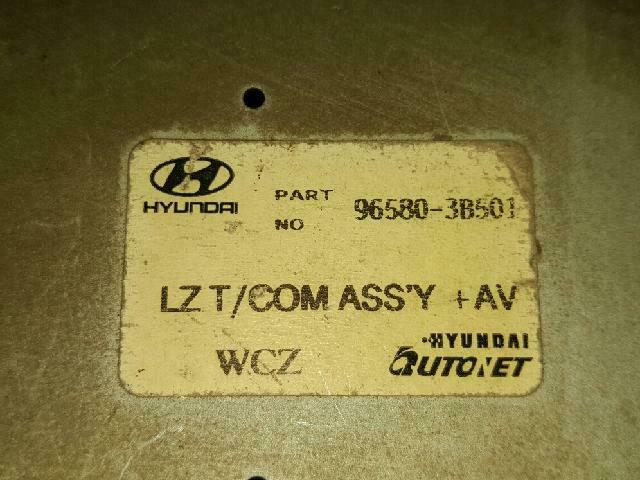 HYUNDAI
PART NO 96580-3B501
LZ T/COM ASS'Y +AV
WCZ
·HYUNDAI
AUTONET